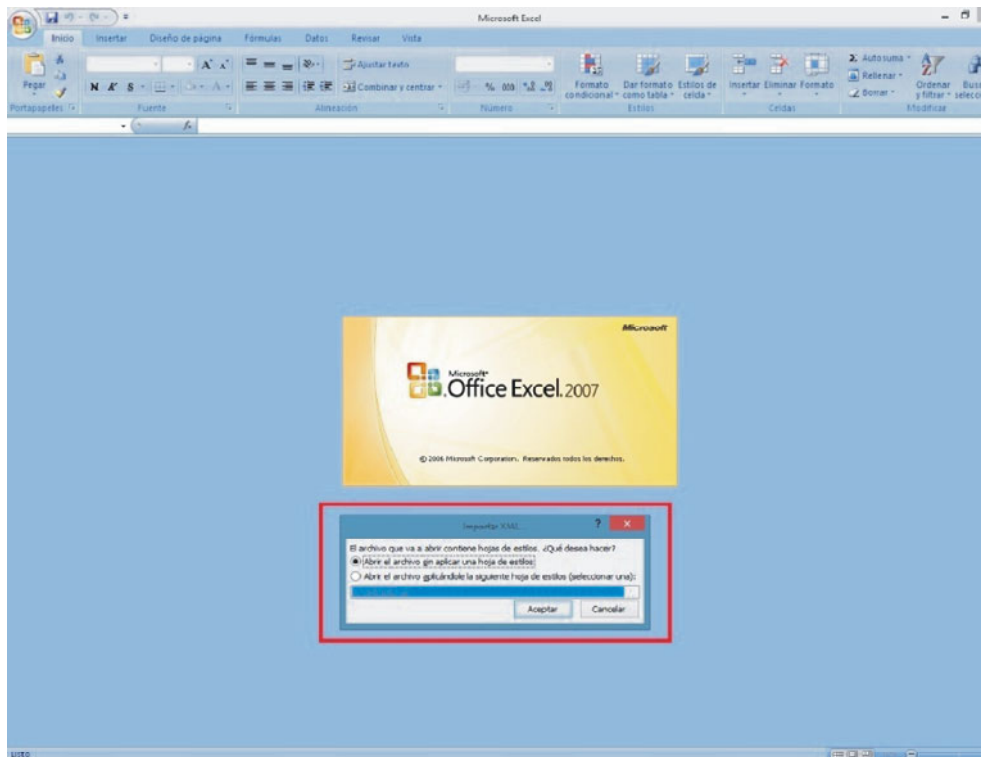 Microsoft Excel
Inicio Insertar Diseño de página Fórmulas Datos Revisar Vista
Pegar
Portapapeles
N K S
Fuente
Ajustar texto
Combinar y centrar
Alineación
% 000
Número
Formato condicional
Dar formato como tabla
Estilos de celda
Estilos
Insertar Eliminar Formato
Celdas
Σ Autosuma
Rellenar
Borrar
Ordenar y filtrar
Modificar
fx
Microsoft
Microsoft
Office Excel 2007
© 2006 Microsoft Corporation. Reservados todos los derechos.
Importar XML
El archivo que va a abrir contiene hojas de estilos. ¿Qué desea hacer?
Abrir el archivo sin aplicar una hoja de estilos
Abrir el archivo aplicándole la siguiente hoja de estilos (seleccionar una):
Aceptar Cancelar